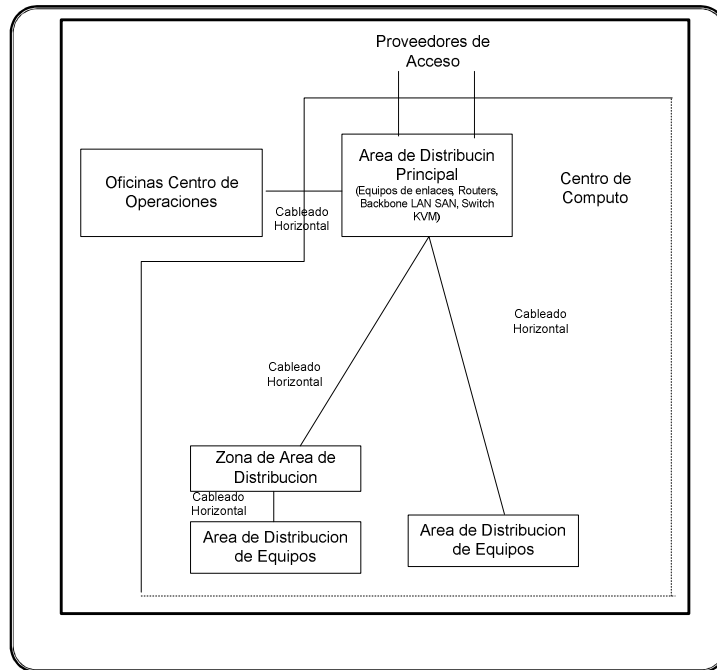 Proveedores de
Acceso
Oficinas Centro de
Operaciones
Cableado
Horizontal
Area de Distribucin
Principal
(Equipos de enlaces, Routers,
Backbone LAN SAN, Switch
KVM)
Centro de
Computo
Cableado
Horizontal
Cableado
Horizontal
Zona de Area de
Distribucion
Cableado
Horizontal
Area de Distribucion
de Equipos
Area de Distribucion
de Equipos